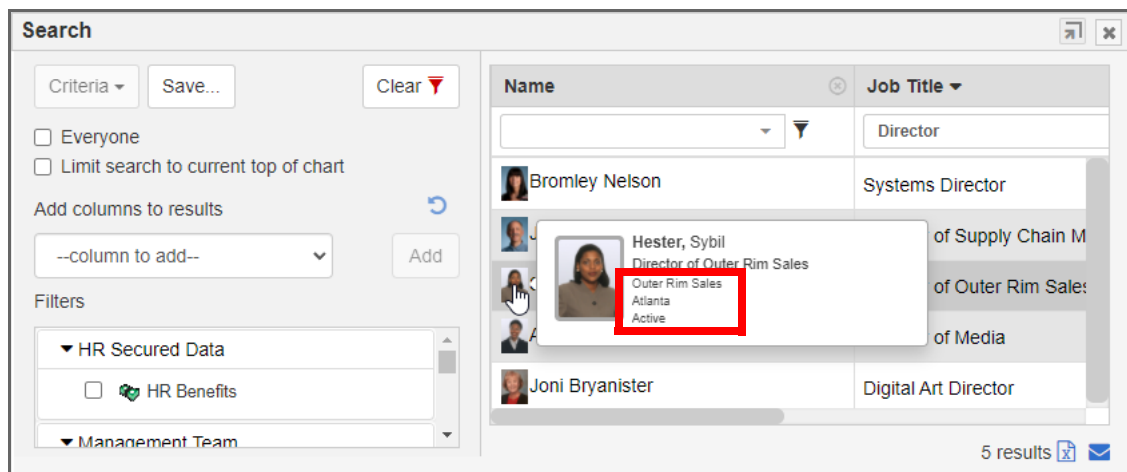 Search
Criteria
Save...
Clear
Everyone
Limit search to current top of chart
Add columns to results
--column to add--
Add
Filters
HR Secured Data
HR Benefits
Management Team
Name
Job Title
Director
Bromley Nelson
Systems Director
of Supply Chain M
of Outer Rim Sales
of Media
Hester, Sybil
Director of Outer Rim Sales
Outer Rim Sales
Atlanta
Active
Joni Bryanister
Digital Art Director
5 results